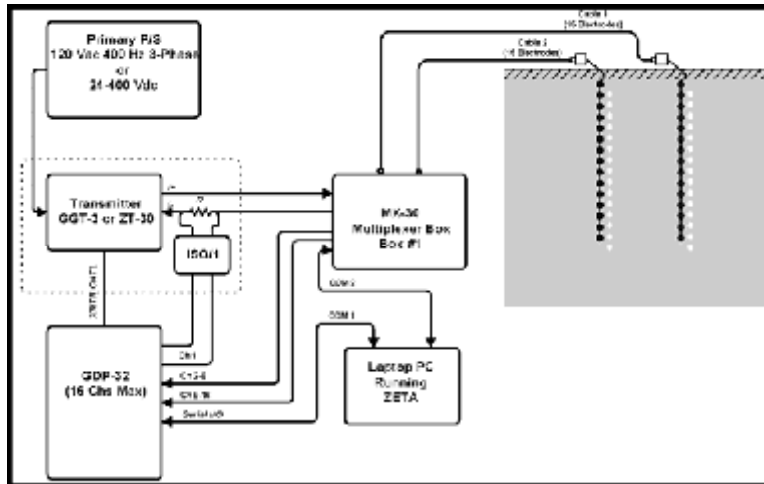 Cable 1
(16 Electrodes)
Cable 2
(16 Electrodes)
Primary P/S
120 Vac 400 Hz 3-Phase
or
24-400 Vdc
Transmitter
GGT-3 or ZT-30
ISO/1
Multiplexer Box
Box #1
COM 2
COM 1
GDP-32
(16 Chs Max)
Ch1
Laptop PC
Running
ZETA